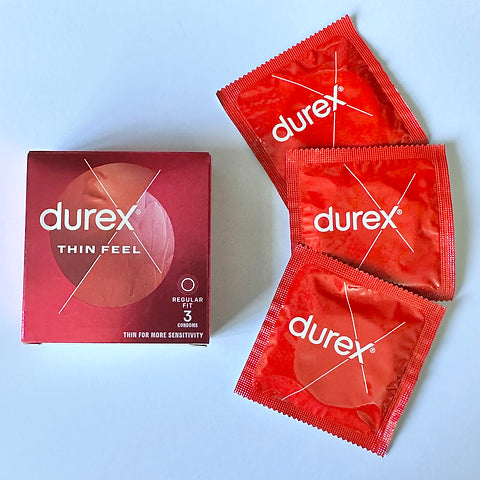 durex®
THIN FEEL
REGULAR
FIT
3
CONDOMS
THIN FOR MORE SENSITIVITY
durex®
durex®
durex®